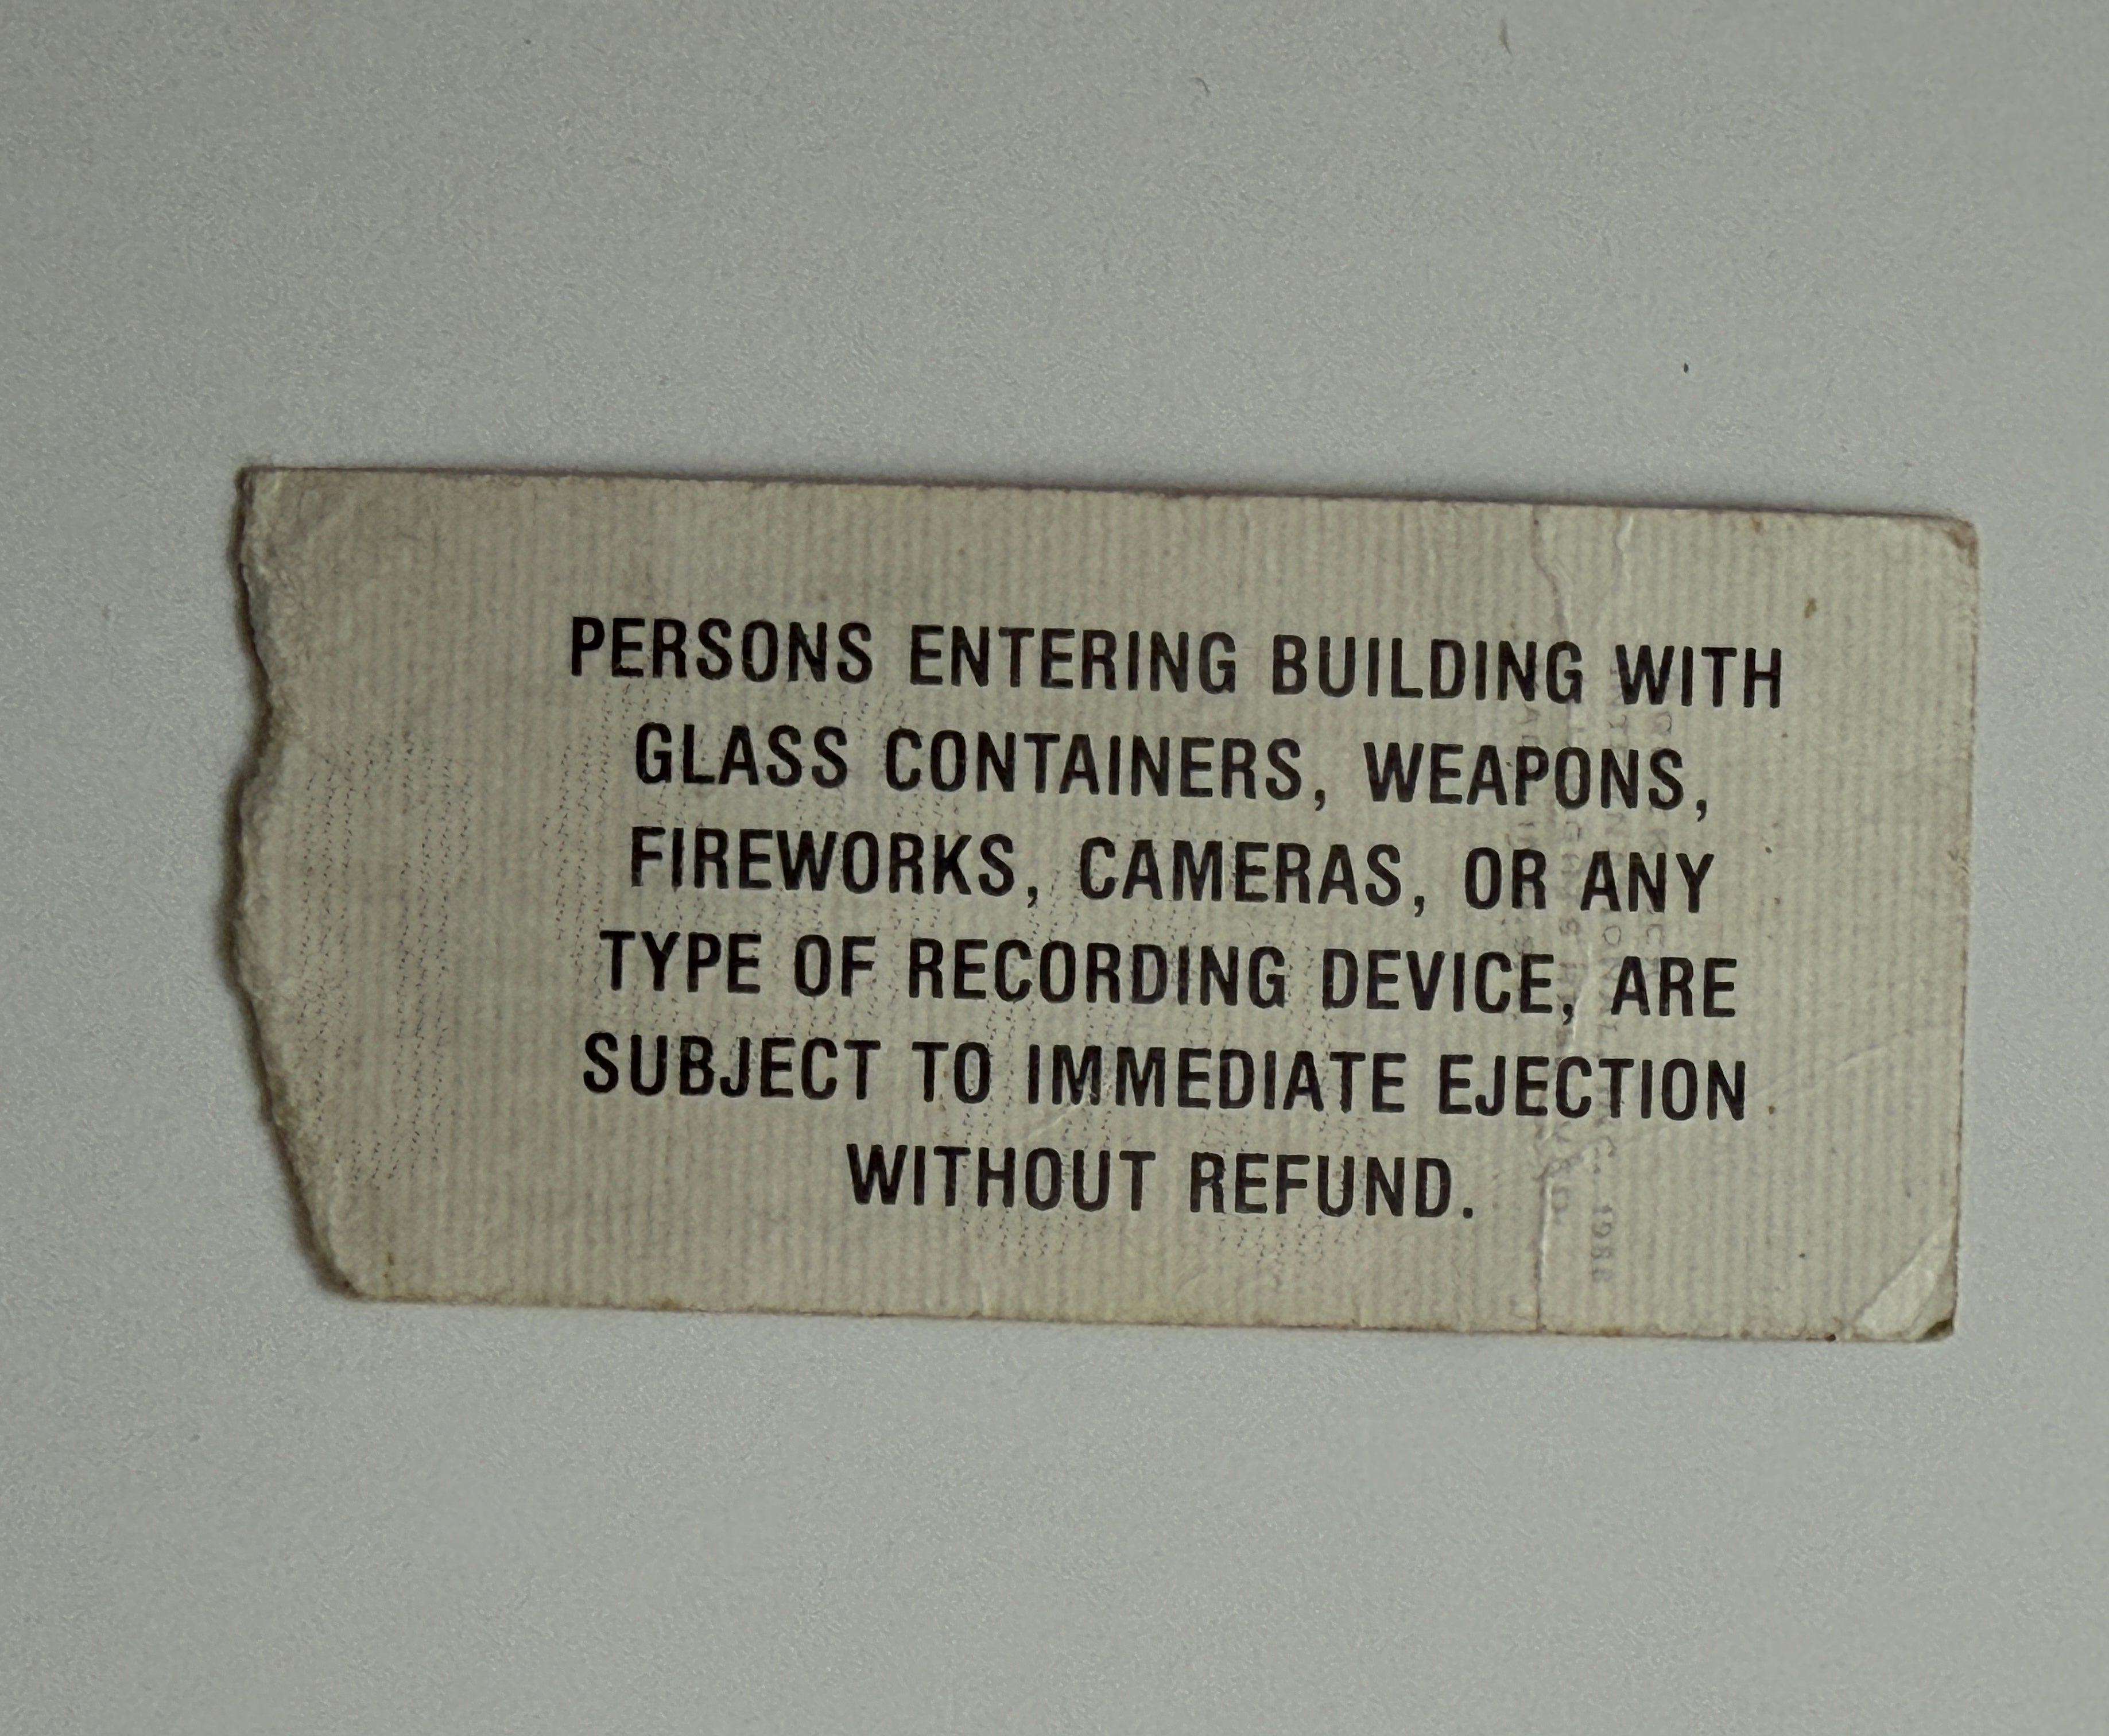 PERSONS ENTERING BUILDING WITH
GLASS CONTAINERS, WEAPONS,
FIREWORKS, CAMERAS, OR ANY
TYPE OF RECORDING DEVICE, ARE
SUBJECT TO IMMEDIATE EJECTION
WITHOUT REFUND.